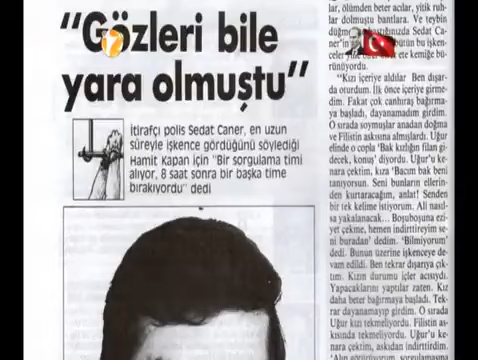 "Gözleri bile
yara olmuştu"
İtirafçı polis Sedat Caner, en uzun
süreyle işkence gördüğünü söylediği
Hamit Kapan için "Bir sorgulama timi
alıyor, 8 saat sonra bir başka time
bırakıyordu" dedi
lar, ölümden beter acılar, yitik ruh-
lar dolmuştu bantlara. Ve teybin
Sedat Ca-
bütün bu işken-
ete kemiğe bü-
rünüyordu.
"Kızı içeriye aldılar Ben dışar-
da oturdum. İlk önce içeriye girme-
dim. Fakat çok canhıraş bağırma-
ya başladı, dayanamadım girdim.
O sırada soymuşlar anadan doğma
ve Filistin askısına almışlardı. Uğur
elinde o copla 'Bak kızlığın filan gi-
decek, konuş' diyordu. Uğur'u ke-
nara çektim, kıza 'Bacım bak beni
tanıyorsun. Seni bunların ellerin-
den kurtaracağım, anlat! Senden
bir tek kelime istiyorum. Ali nasıl-
sa yakalanacak... Boşuboşuna ezi-
yet çekme, hemen indirttireyim se-
ni buradan' dedim. 'Bilmiyorum'
dedi. Bunun üzerine işkenceye de-
vam edildi. Ben tekrar dışarıya çık-
tım. Kızın durumu içler acısıydı.
Yapacaklarını yaptılar zaten. Kız
daha beter bağırmaya başladı. Tek-
rar dayanamayıp girdim. O sırada
Uğur kızı tekmeliyordu. Filistin as-
kısında tekmeliyordu. Uğur'u ke-
nara çektim, askıdan indirttirdim.